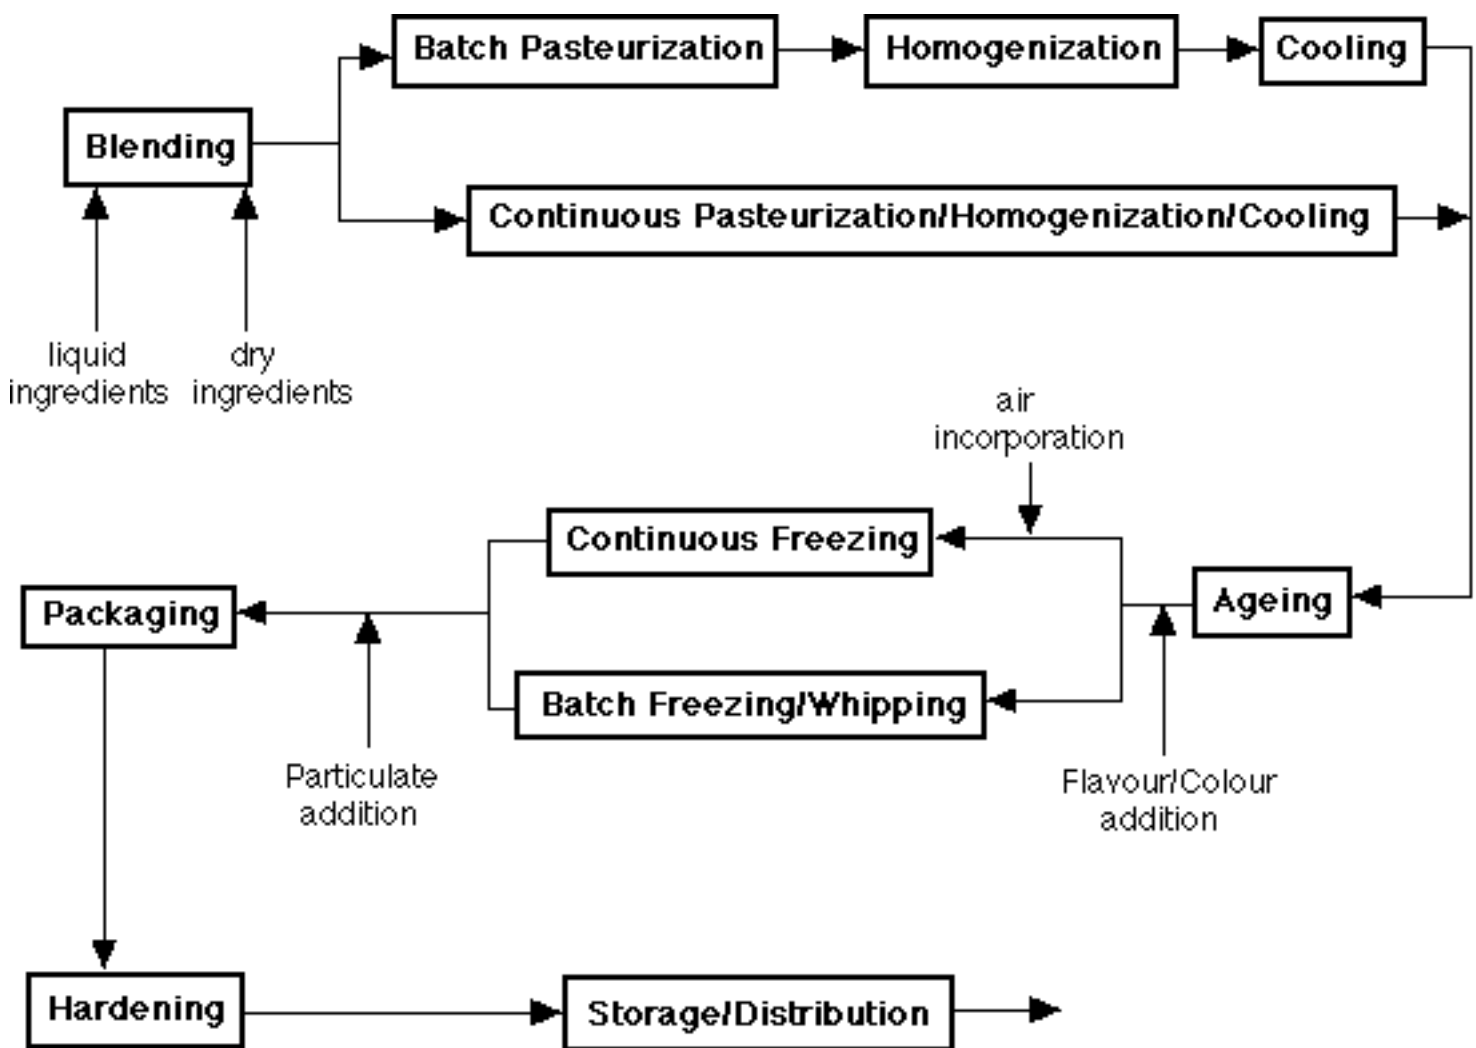 Batch Pasteurization
Homogenization
Cooling
Blending
Continuous Pasteurization/Homogenization/Cooling
liquid
ingredients
dry
ingredients
air
incorporation
Continuous Freezing
Ageing
Packaging
Batch Freezing/Whipping
Particulate
addition
Flavour/Colour
addition
Hardening
Storage/Distribution